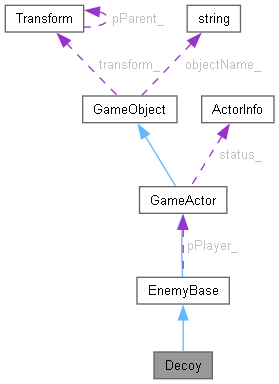 Transform
pParent_
string
transform_
objectName_
GameObject
ActorInfo
status_
GameActor
pPlayer_
EnemyBase
Decoy